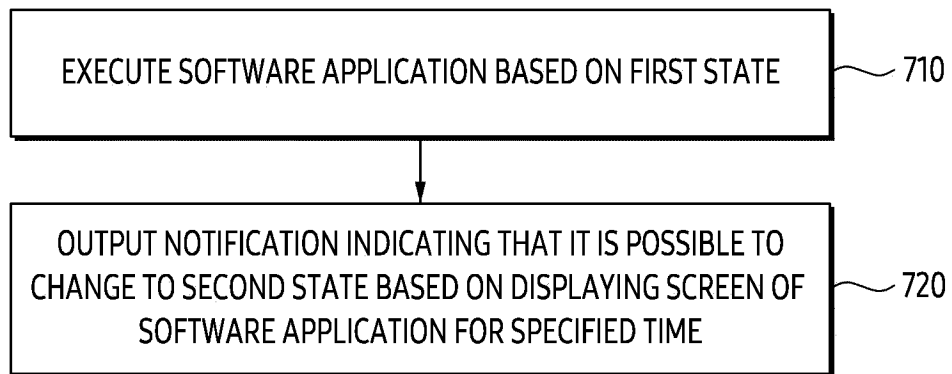 EXECUTE SOFTWARE APPLICATION BASED ON FIRST STATE
710
OUTPUT NOTIFICATION INDICATING THAT IT IS POSSIBLE TO
CHANGE TO SECOND STATE BASED ON DISPLAYING SCREEN OF
SOFTWARE APPLICATION FOR SPECIFIED TIME
720